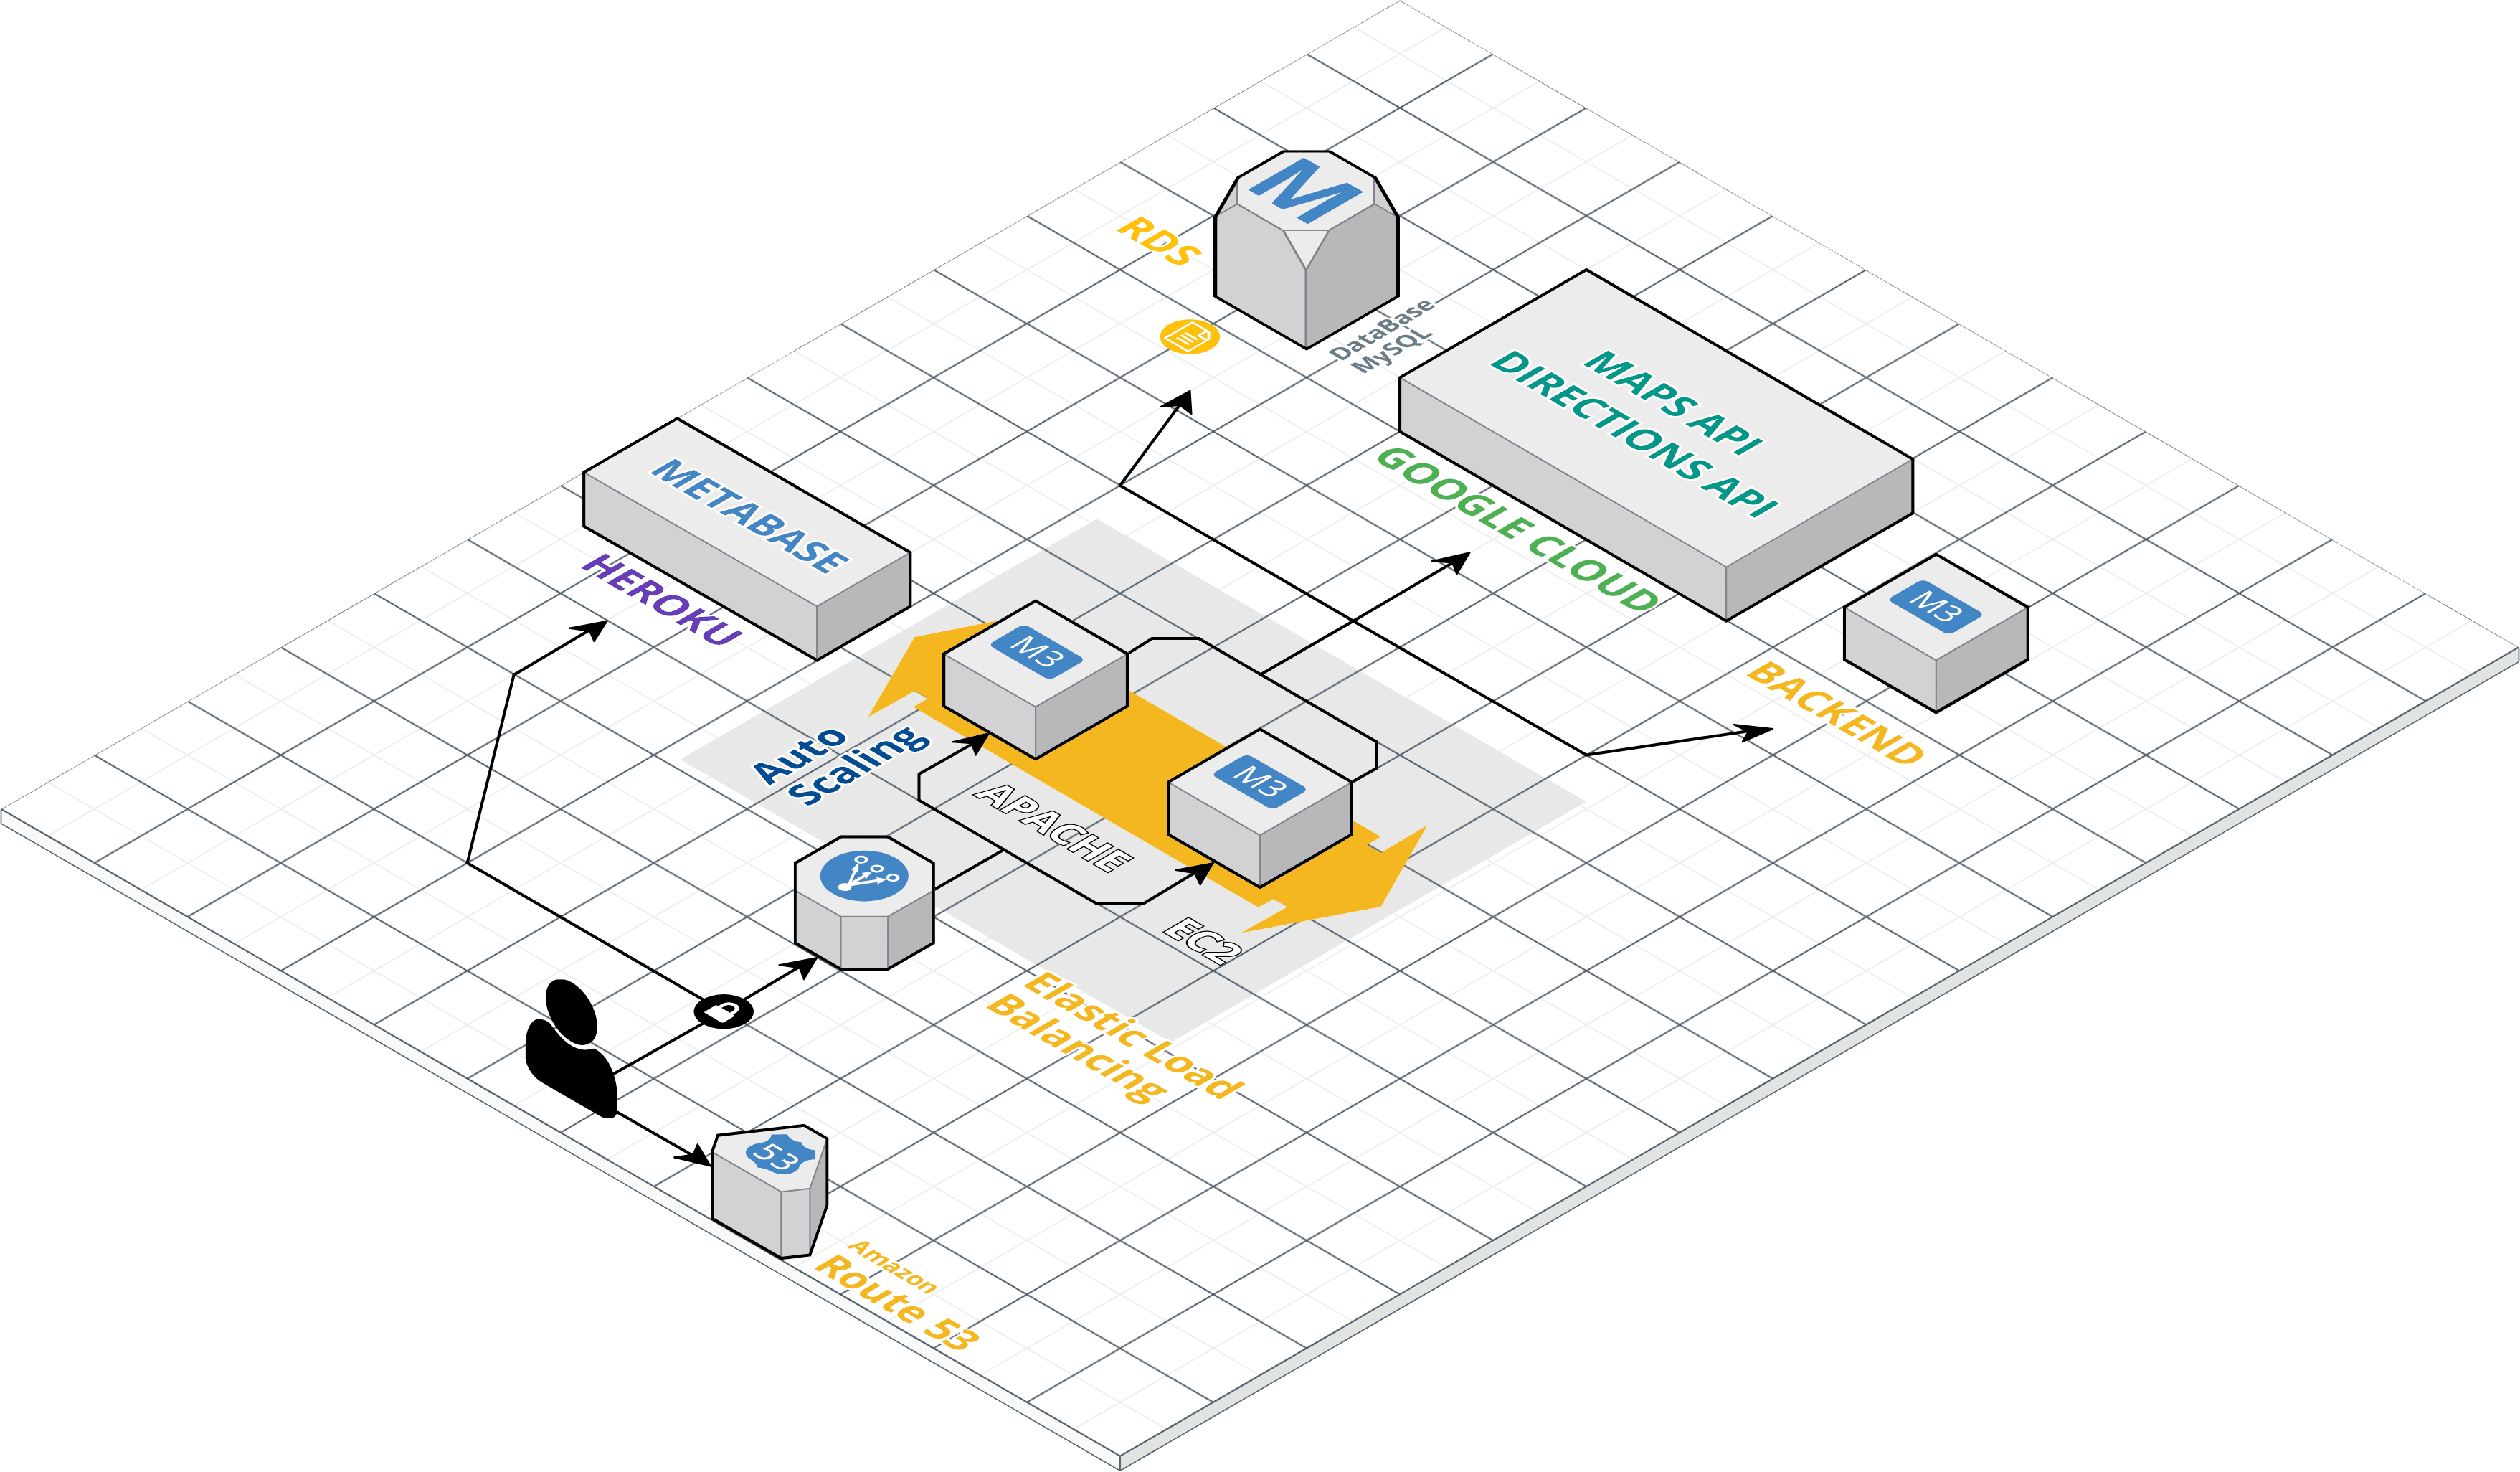 M
RDS
DataBase
MySQL
MAPS API
DIRECTIONS API
GOOGLE CLOUD
METABASE
HEROKU
M3
BACKEND
M3
M3
Auto
Scaling
APACHE
EC2
Elastic Load
Balancing
53
Amazon
Route 53